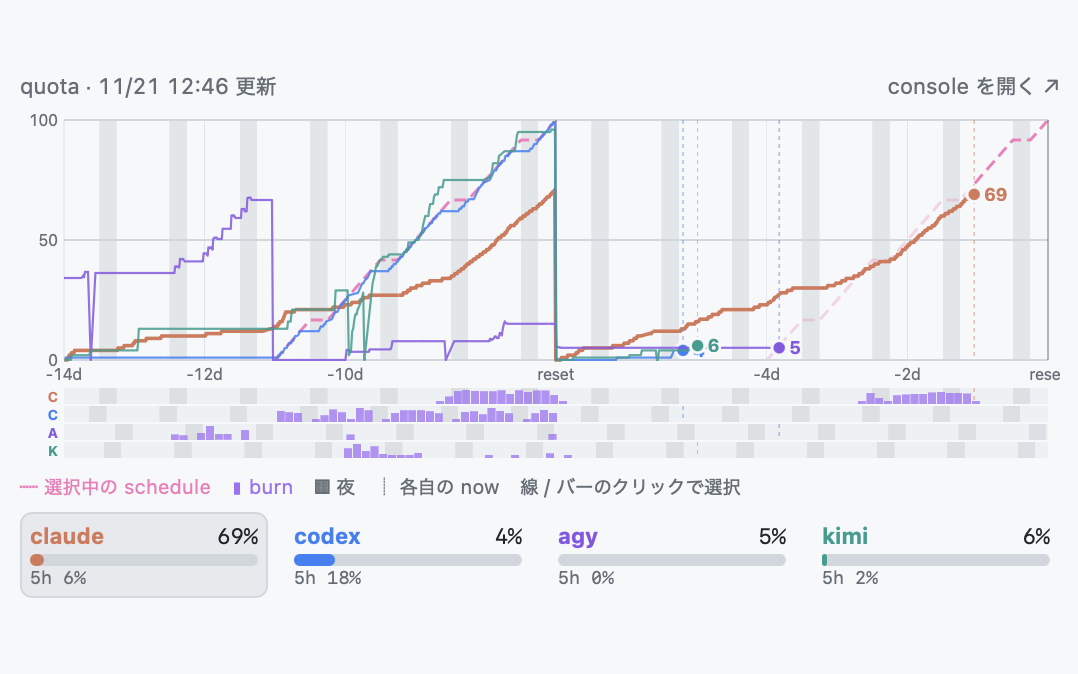 quota · 11/21 12:46 更新
console を開く ↗
100
50
0
69
6
5
-14d -12d -10d reset -4d -2d rese
C
C
A
K
選択中の schedule burn 夜 各自の now 線 / バーのクリックで選択
claude 69% codex 4% agy 5% kimi 6%
5h 6% 5h 18% 5h 0% 5h 2%